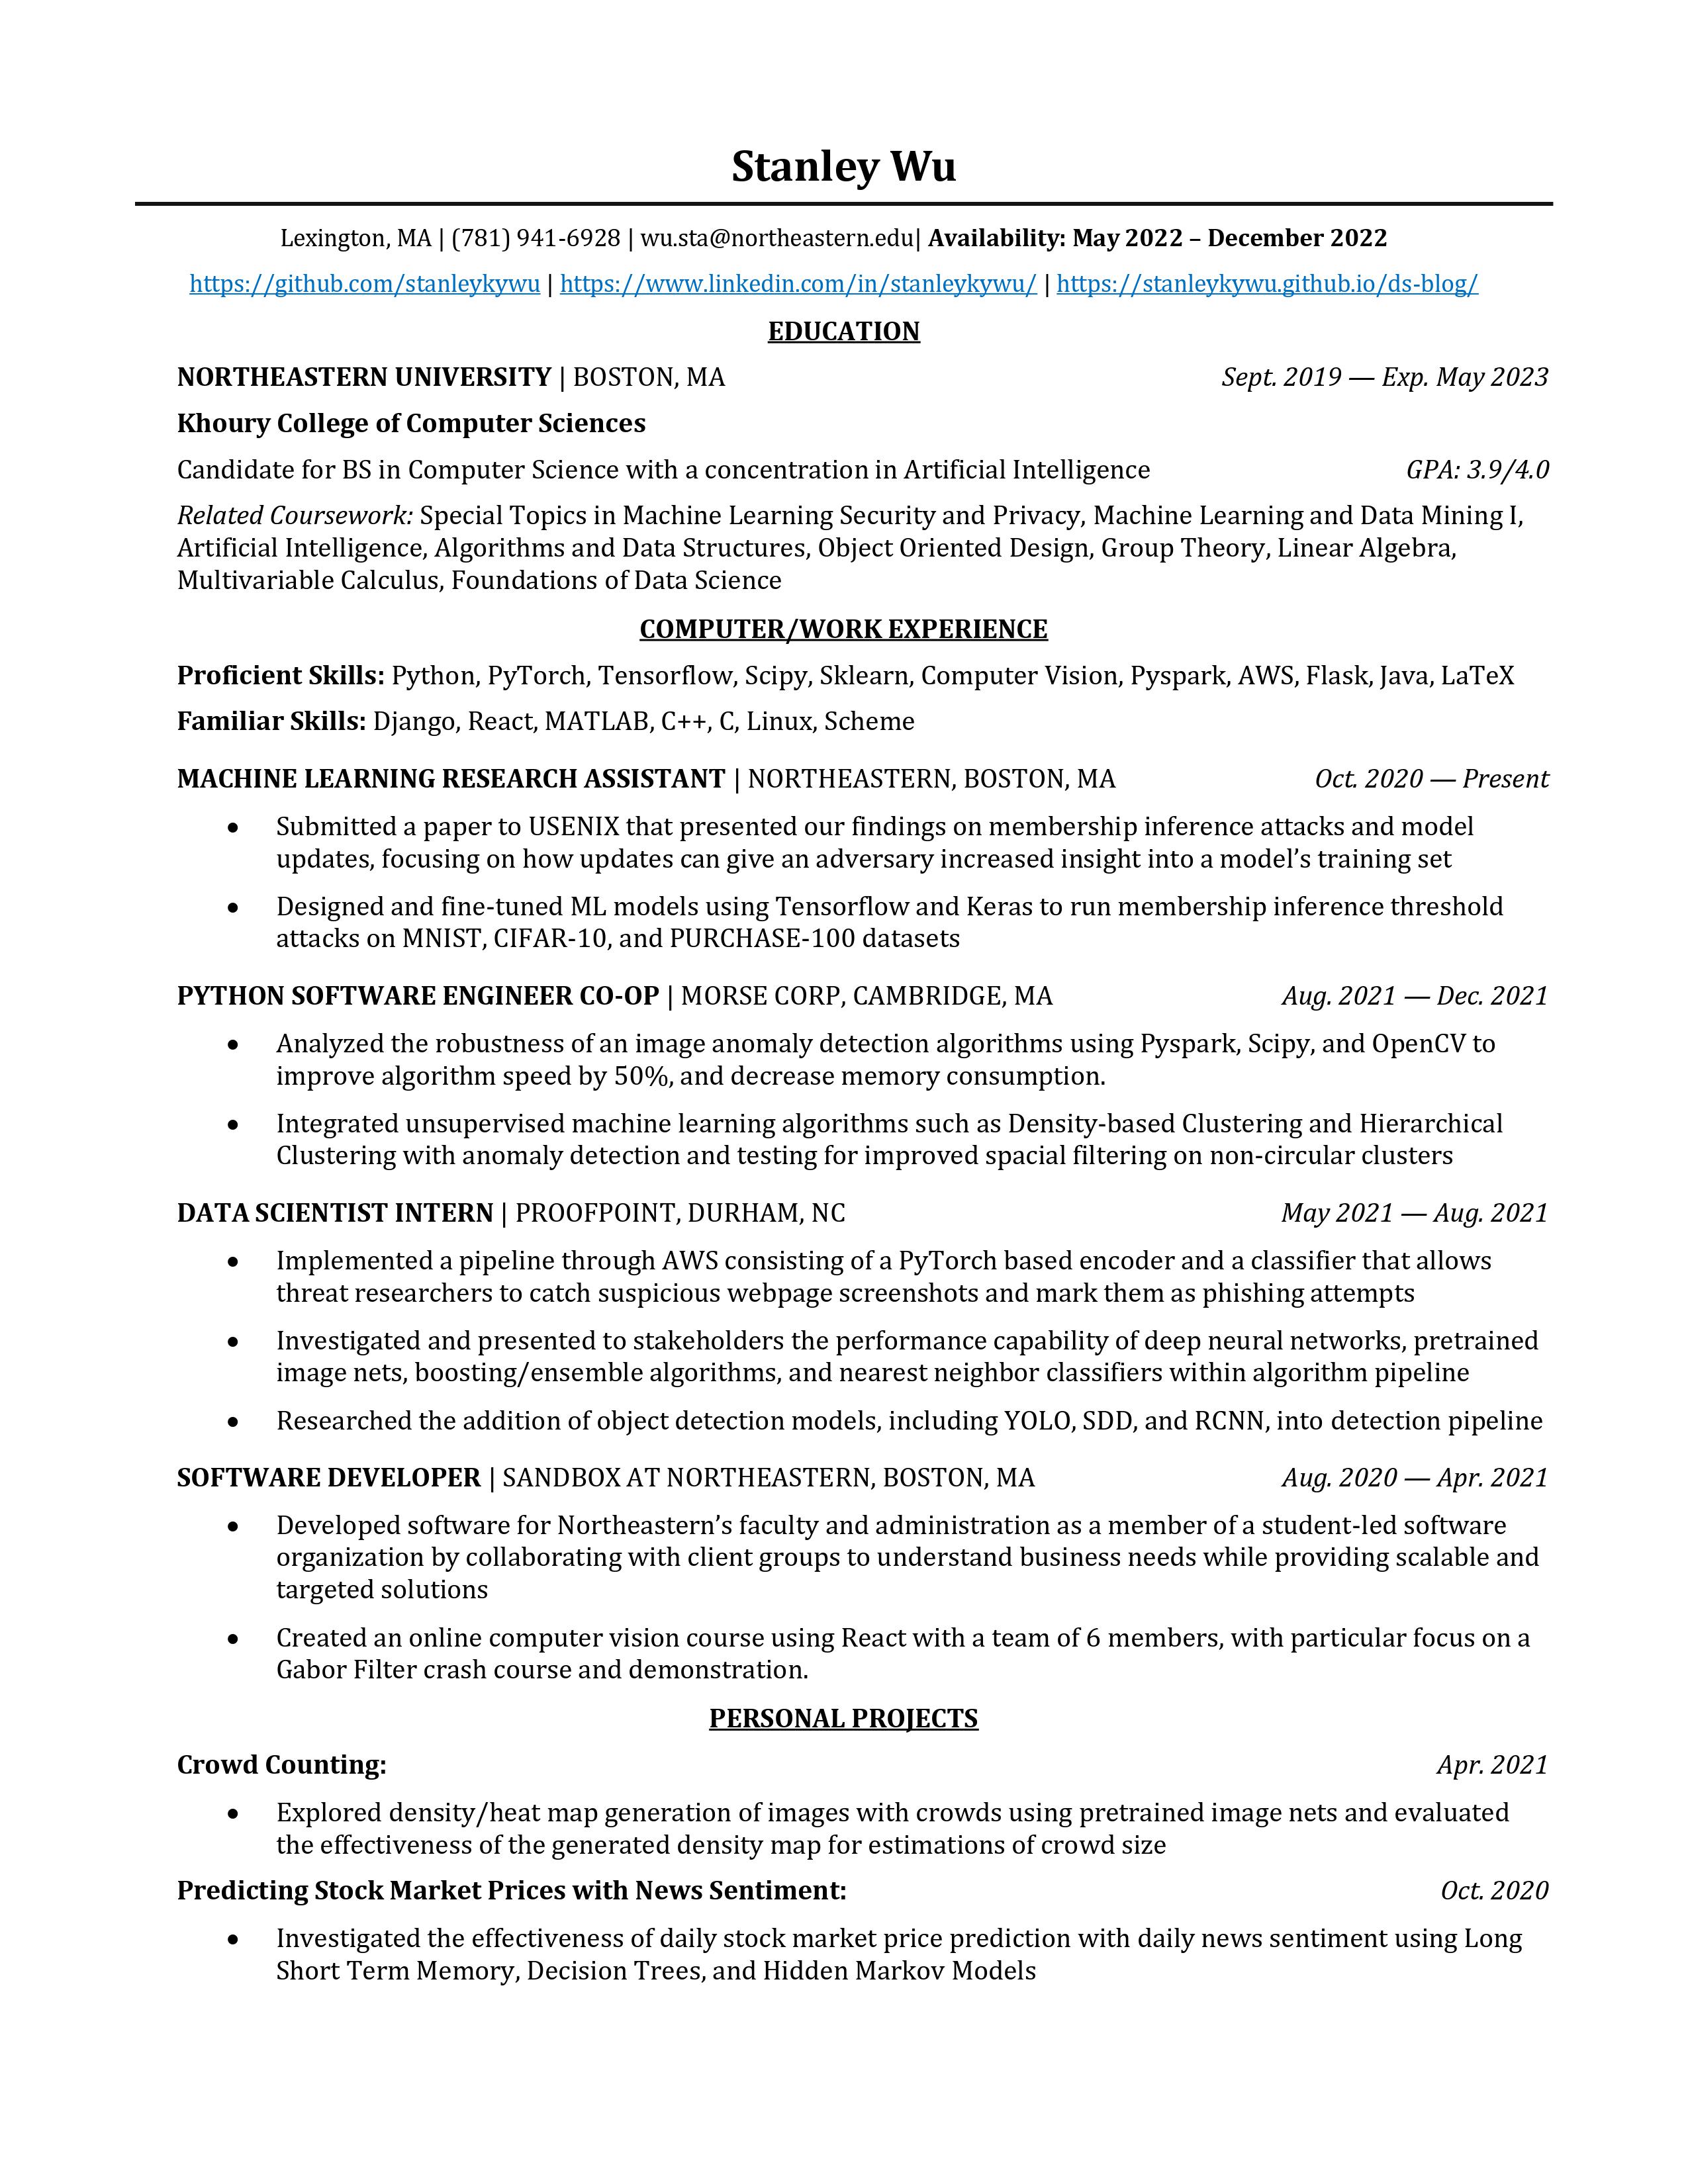 Stanley Wu
Lexington, MA | (781) 941-6928 | wu.sta@northeastern.edu| Availability: May 2022 – December 2022
https://github.com/stanleykywu | https://www.linkedin.com/in/stanleykywu/ | https://stanleykywu.github.io/ds-blog/
EDUCATION
NORTHEASTERN UNIVERSITY | BOSTON, MA Sept. 2019 — Exp. May 2023
Khoury College of Computer Sciences
Candidate for BS in Computer Science with a concentration in Artificial Intelligence GPA: 3.9/4.0
Related Coursework: Special Topics in Machine Learning Security and Privacy, Machine Learning and Data Mining I,
Artificial Intelligence, Algorithms and Data Structures, Object Oriented Design, Group Theory, Linear Algebra,
Multivariable Calculus, Foundations of Data Science
COMPUTER/WORK EXPERIENCE
Proficient Skills: Python, PyTorch, Tensorflow, Scipy, Sklearn, Computer Vision, Pyspark, AWS, Flask, Java, LaTeX
Familiar Skills: Django, React, MATLAB, C++, C, Linux, Scheme
MACHINE LEARNING RESEARCH ASSISTANT | NORTHEASTERN, BOSTON, MA Oct. 2020 — Present
• Submitted a paper to USENIX that presented our findings on membership inference attacks and model
updates, focusing on how updates can give an adversary increased insight into a model’s training set
• Designed and fine-tuned ML models using Tensorflow and Keras to run membership inference threshold
attacks on MNIST, CIFAR-10, and PURCHASE-100 datasets
PYTHON SOFTWARE ENGINEER CO-OP | MORSE CORP, CAMBRIDGE, MA Aug. 2021 — Dec. 2021
• Analyzed the robustness of an image anomaly detection algorithms using Pyspark, Scipy, and OpenCV to
improve algorithm speed by 50%, and decrease memory consumption.
• Integrated unsupervised machine learning algorithms such as Density-based Clustering and Hierarchical
Clustering with anomaly detection and testing for improved spacial filtering on non-circular clusters
DATA SCIENTIST INTERN | PROOFPOINT, DURHAM, NC May 2021 — Aug. 2021
• Implemented a pipeline through AWS consisting of a PyTorch based encoder and a classifier that allows
threat researchers to catch suspicious webpage screenshots and mark them as phishing attempts
• Investigated and presented to stakeholders the performance capability of deep neural networks, pretrained
image nets, boosting/ensemble algorithms, and nearest neighbor classifiers within algorithm pipeline
• Researched the addition of object detection models, including YOLO, SDD, and RCNN, into detection pipeline
SOFTWARE DEVELOPER | SANDBOX AT NORTHEASTERN, BOSTON, MA Aug. 2020 — Apr. 2021
• Developed software for Northeastern’s faculty and administration as a member of a student-led software
organization by collaborating with client groups to understand business needs while providing scalable and
targeted solutions
• Created an online computer vision course using React with a team of 6 members, with particular focus on a
Gabor Filter crash course and demonstration.
PERSONAL PROJECTS
Crowd Counting: Apr. 2021
• Explored density/heat map generation of images with crowds using pretrained image nets and evaluated
the effectiveness of the generated density map for estimations of crowd size
Predicting Stock Market Prices with News Sentiment: Oct. 2020
• Investigated the effectiveness of daily stock market price prediction with daily news sentiment using Long
Short Term Memory, Decision Trees, and Hidden Markov Models